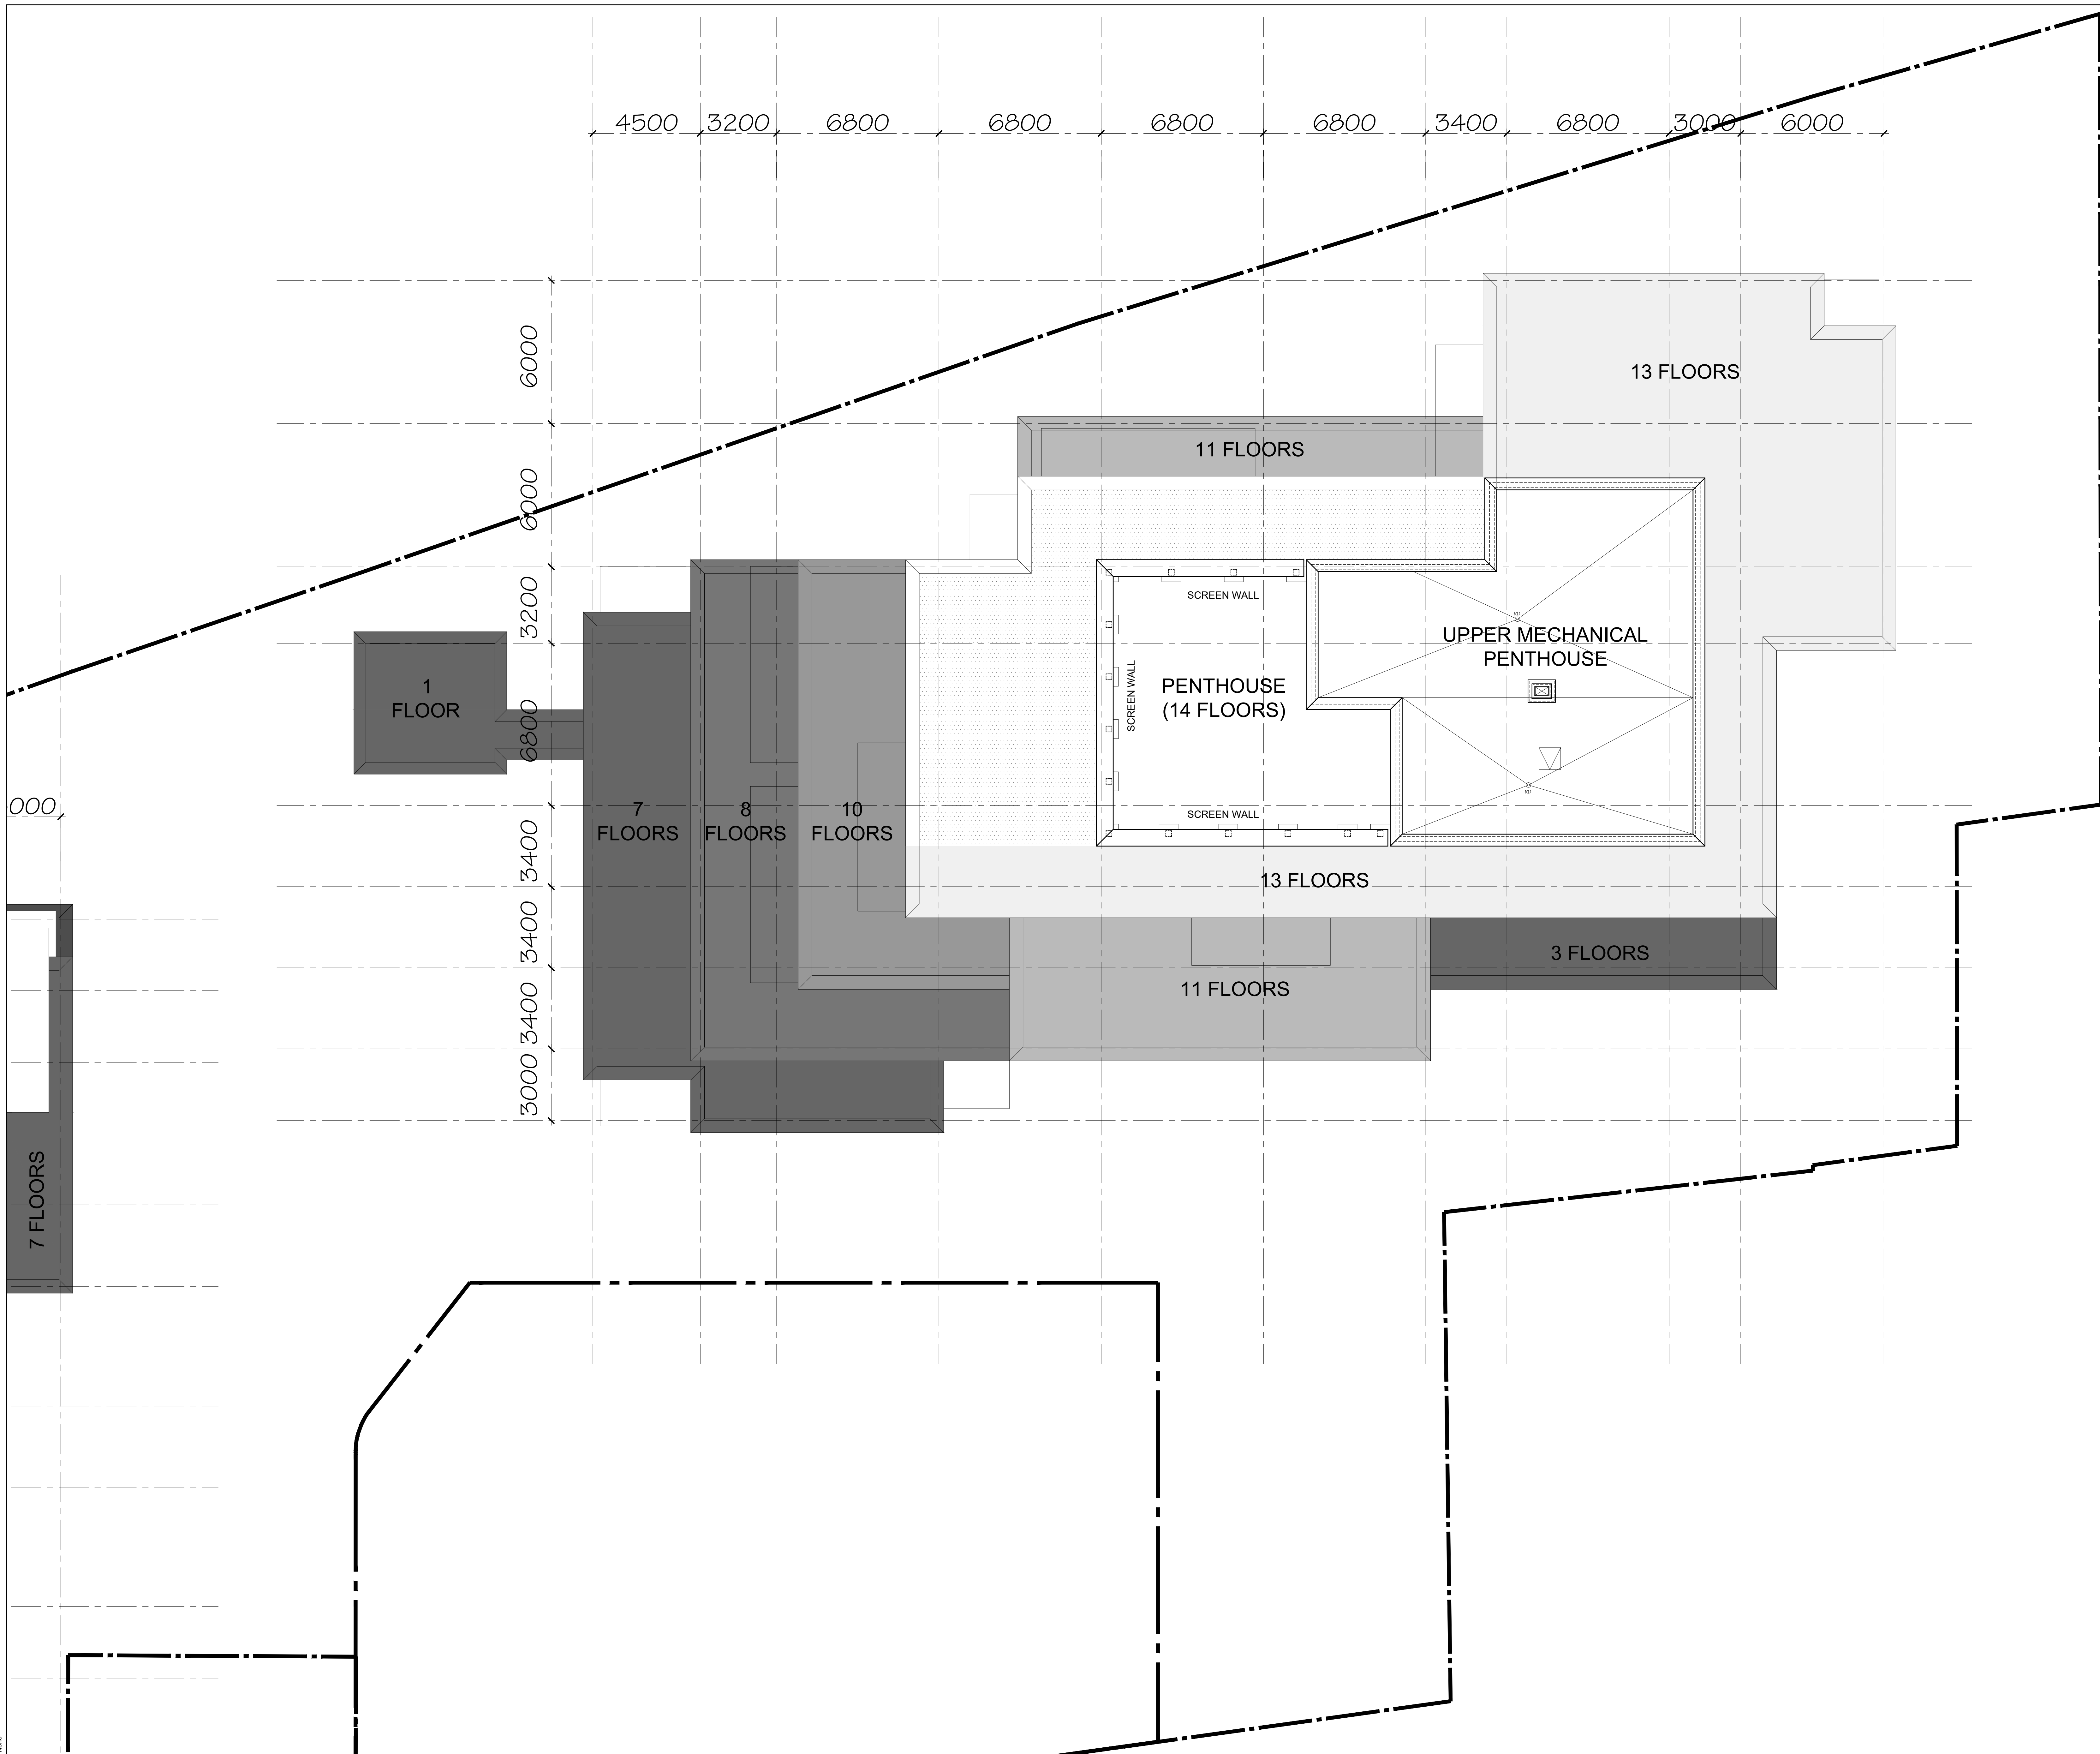 4500 3200 6800 6800 6800 6800 3400 6800 3000 6000
6000
6000
3200
6800
3400
3400
3400
3000
13 FLOORS
11 FLOORS
SCREEN WALL
RD
UPPER MECHANICAL
PENTHOUSE
1
FLOOR
SCREEN WALL
PENTHOUSE
(14 FLOORS)
RD
7
FLOORS
8
FLOORS
10
FLOORS
SCREEN WALL
13 FLOORS
3 FLOORS
11 FLOORS
7 FLOORS